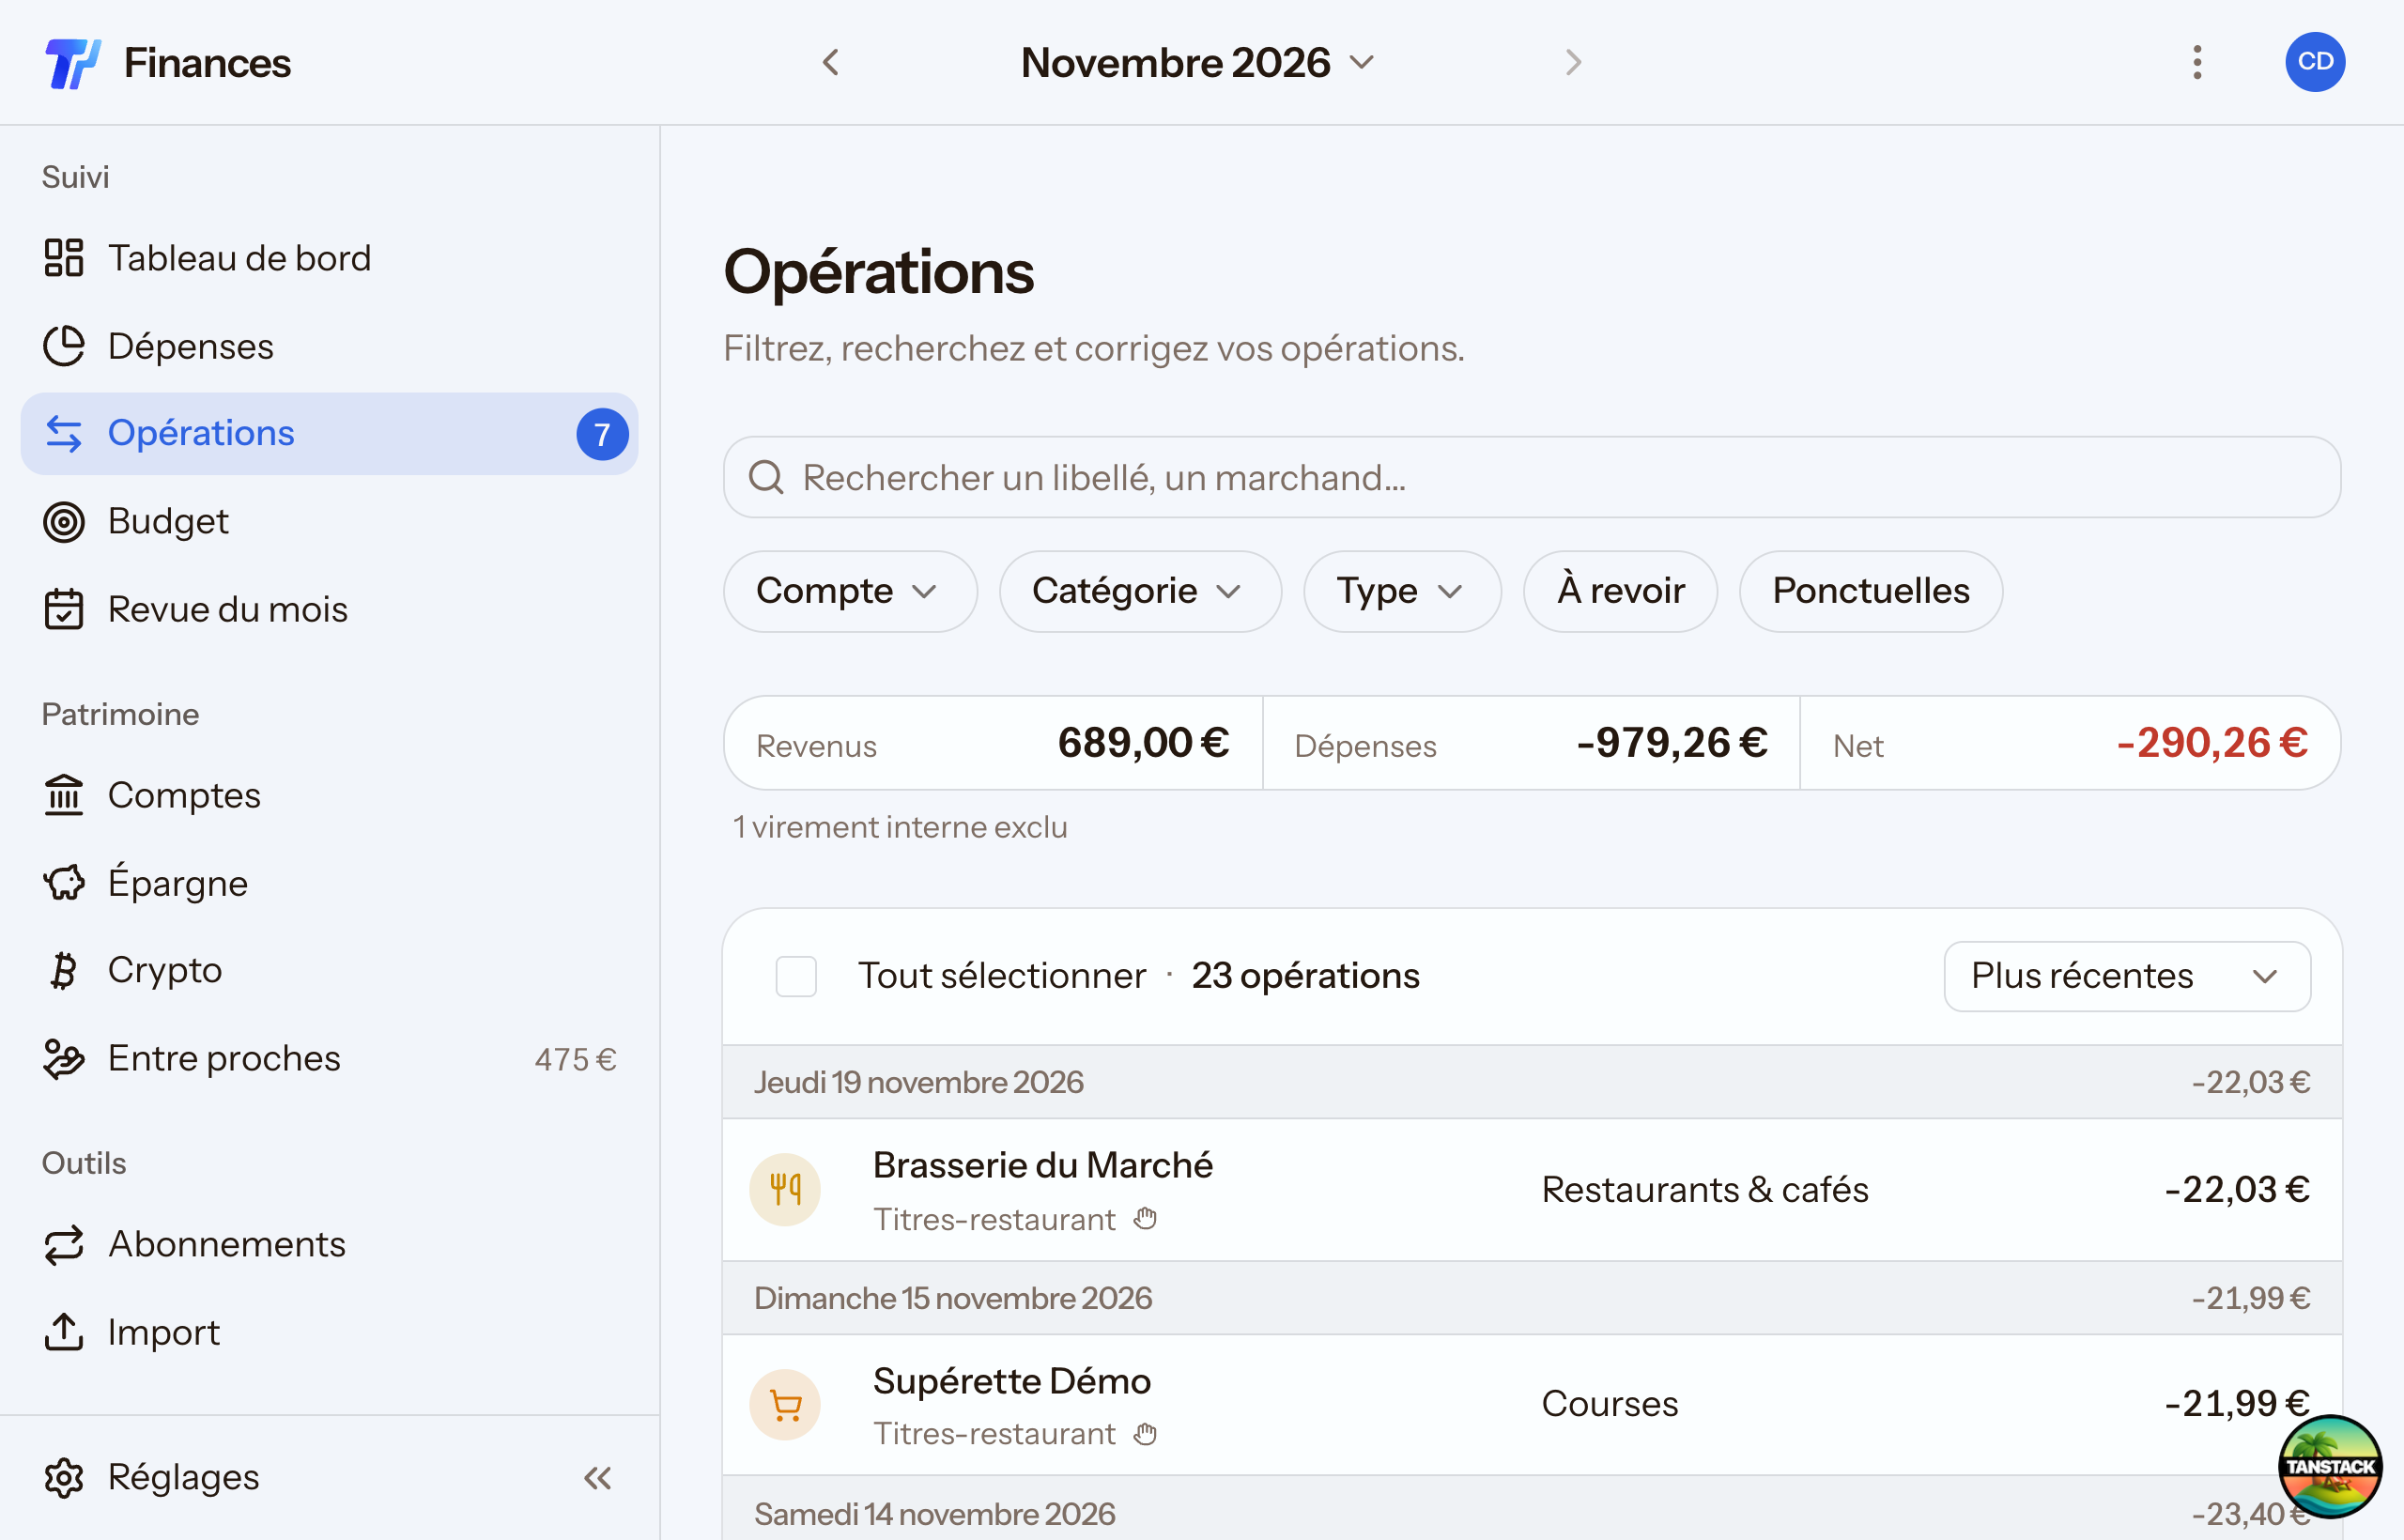 Finances
Novembre 2026
CD
Suivi
Tableau de bord
Dépenses
Opérations 7
Budget
Revue du mois
Patrimoine
Comptes
Épargne
Crypto
Entre proches 475 €
Outils
Abonnements
Import
Réglages
Opérations
Filtrez, recherchez et corrigez vos opérations.
Rechercher un libellé, un marchand...
Compte Catégorie Type À revoir Ponctuelles
Revenus 689,00 € Dépenses -979,26 € Net -290,26 €
1 virement interne exclu
Tout sélectionner · 23 opérations Plus récentes
Jeudi 19 novembre 2026 -22,03 €
Brasserie du Marché
Titres-restaurant
Restaurants & cafés
-22,03 €
Dimanche 15 novembre 2026 -21,99 €
Supérette Démo
Titres-restaurant
Courses
-21,99 €
Samedi 14 novembre 2026 -23,40 €
TANSTACK